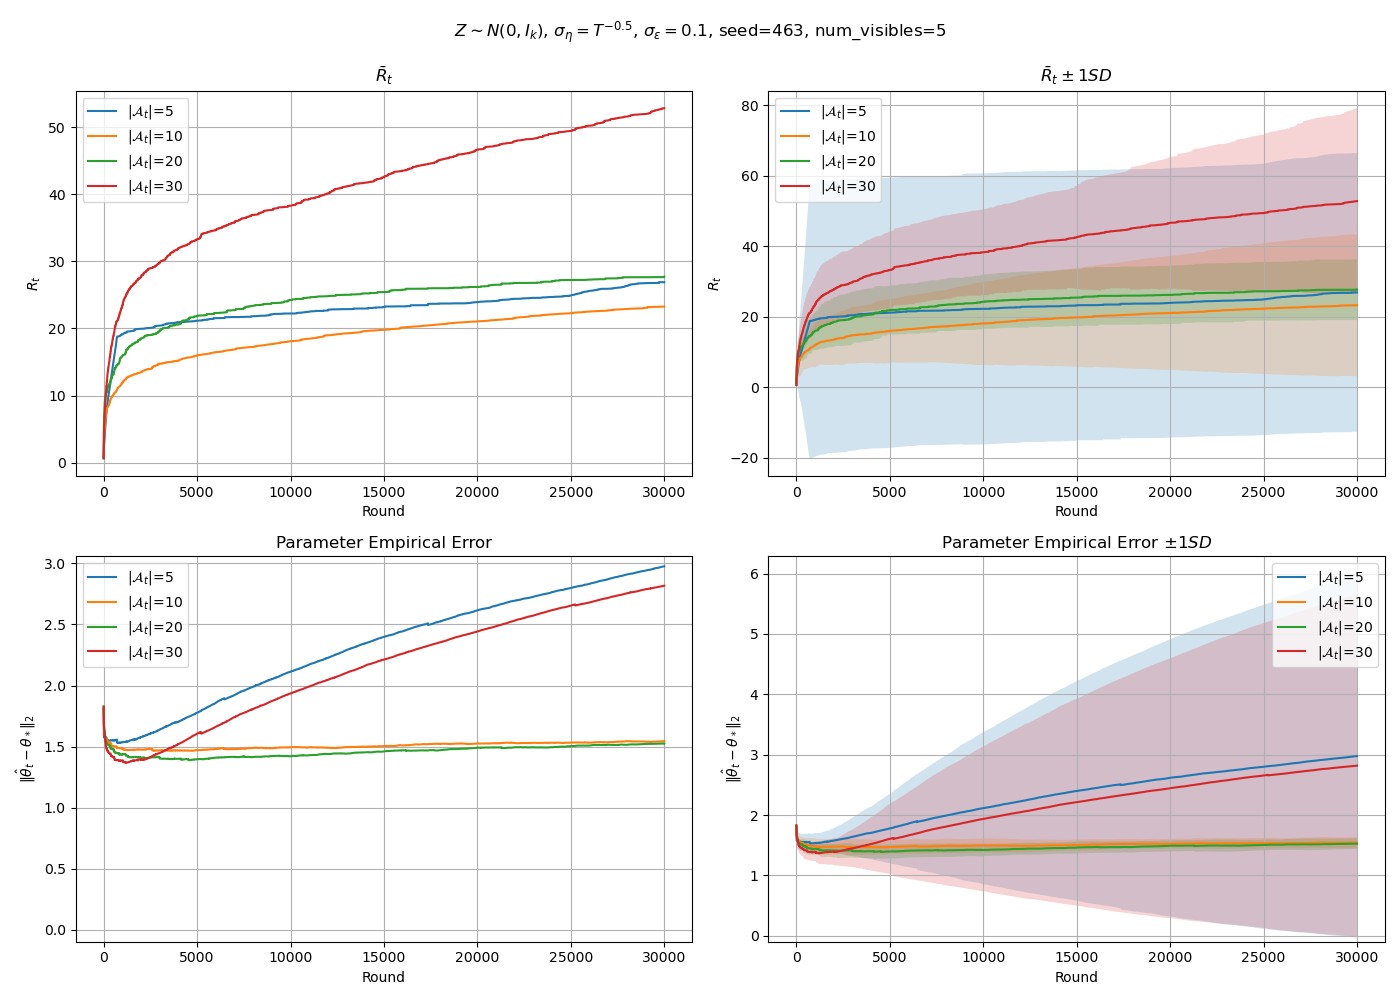 Z ∼ N(0, I_k), σ_η = T^{−0.5}, σ_ε = 0.1, seed=463, num_visibles=5
R̄_t
R_t
50
40
30
20
10
0
|𝒜_t|=5
|𝒜_t|=10
|𝒜_t|=20
|𝒜_t|=30
0 5000 10000 15000 20000 25000 30000
Round
R̄_t ± 1SD
R_t
80
60
40
20
0
−20
|𝒜_t|=5
|𝒜_t|=10
|𝒜_t|=20
|𝒜_t|=30
0 5000 10000 15000 20000 25000 30000
Round
Parameter Empirical Error
‖θ̂_t − θ_*‖_2
3.0
2.5
2.0
1.5
1.0
0.5
0.0
|𝒜_t|=5
|𝒜_t|=10
|𝒜_t|=20
|𝒜_t|=30
0 5000 10000 15000 20000 25000 30000
Round
Parameter Empirical Error ±1SD
‖θ̂_t − θ_*‖_2
6
5
4
3
2
1
0
|𝒜_t|=5
|𝒜_t|=10
|𝒜_t|=20
|𝒜_t|=30
0 5000 10000 15000 20000 25000 30000
Round